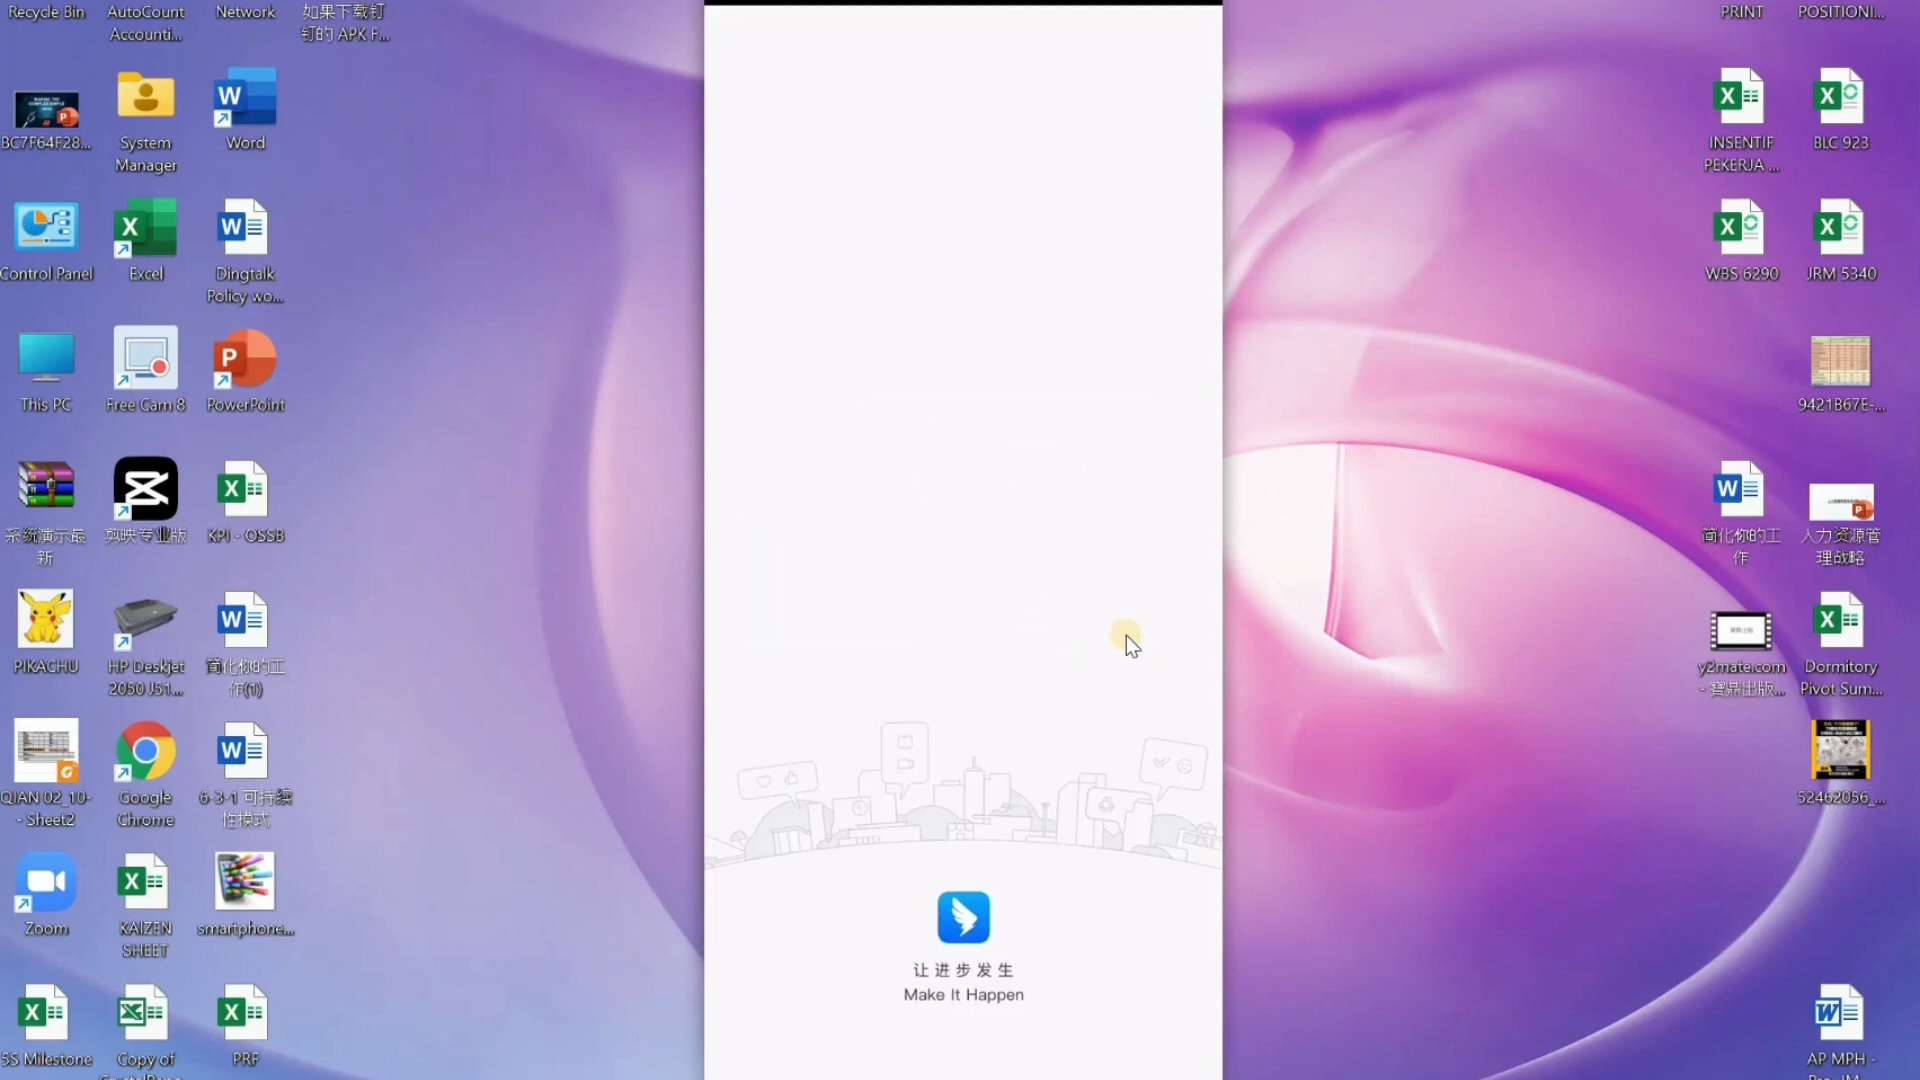 Recycle Bin
AutoCount
Accounti...
Network
如果下载钉
钉的 APK F...
PRINT
POSITIONI...
BC7F64F28...
System
Manager
Word
INSENTIF
PEKERJA ...
BLC 923
Control Panel
Excel
Dingtalk
Policy wo...
WBS 6290
JRM 5340
This PC
Free Cam 8
PowerPoint
9421B67E-...
系统演示最
新
剪映专业版
KPI - OSSB
简化你的工
作
人力资源管
理战略
PIKACHU
HP Deskjet
2050 J51...
简化你的工
作(1)
y2mate.com
- 寶鼎出版...
Dormitory
Pivot Sum...
QIAN 02_10-
- Sheet2
Google
Chrome
6-3-1 可持续
性模式
52462056_...
Zoom
KAIZEN
SHEET
smartphone...
让进步发生
Make It Happen
5S Milestone
Copy of
PRF
AP MPH -